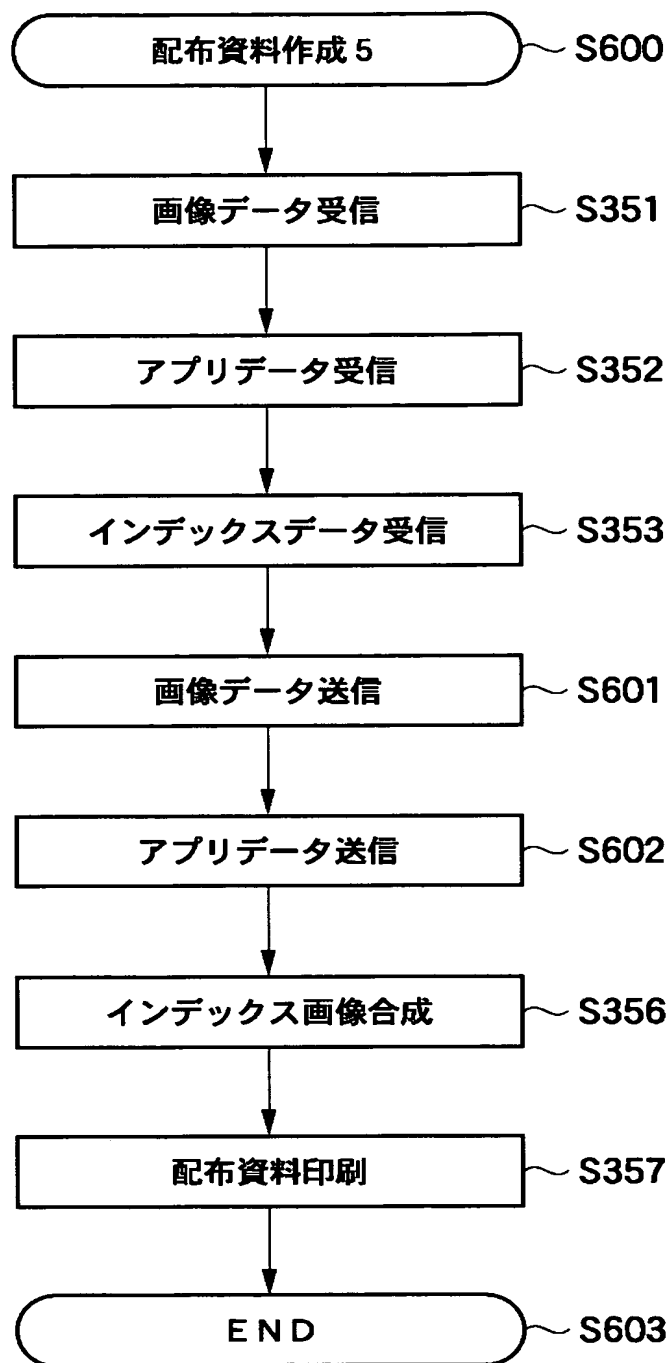 配布資料作成5 S600
画像データ受信 S351
アプリデータ受信 S352
インデックスデータ受信 S353
画像データ送信 S601
アプリデータ送信 S602
インデックス画像合成 S356
配布資料印刷 S357
END S603